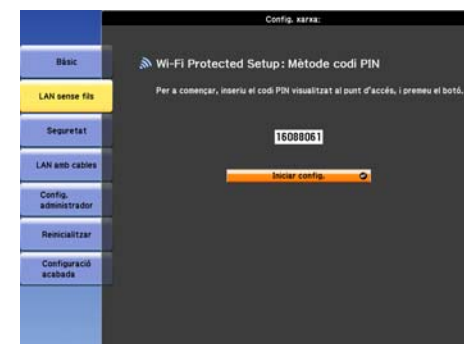 Config. xarxa:
Bàsic
LAN sense fils
Seguretat
LAN amb cables
Config.
administrador
Reinicialitzar
Configuració
acabada
Wi-Fi Protected Setup: Mètode codi PIN
Per a començar, inseriu el codi PIN visualitzat al punt d'accés, i premeu el botó.
16088061
Iniciar config.